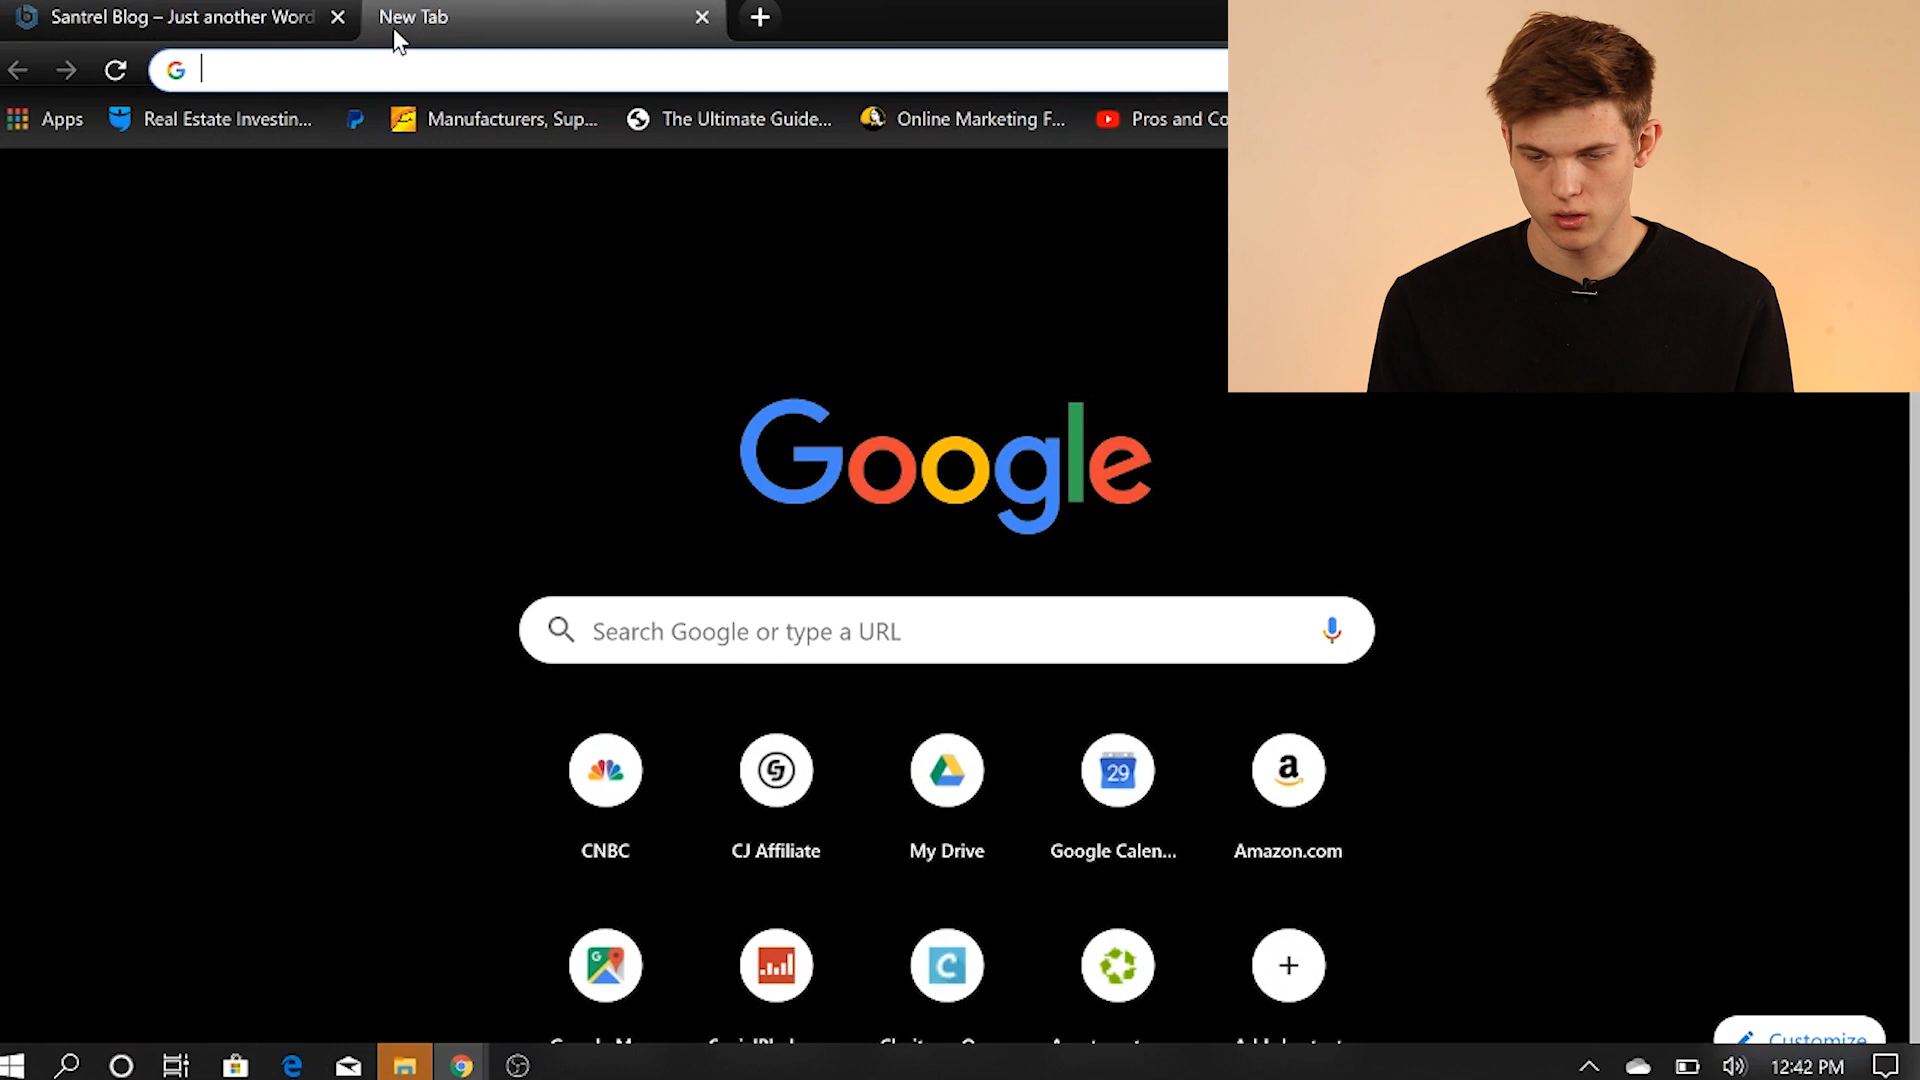 Santrel Blog – Just another Word
New Tab
Apps
Real Estate Investin...
Manufacturers, Sup...
The Ultimate Guide...
Online Marketing F...
Pros and Co
Google
Search Google or type a URL
29
a
CNBC
CJ Affiliate
My Drive
Google Calen...
Amazon.com
C
Customize
12:42 PM